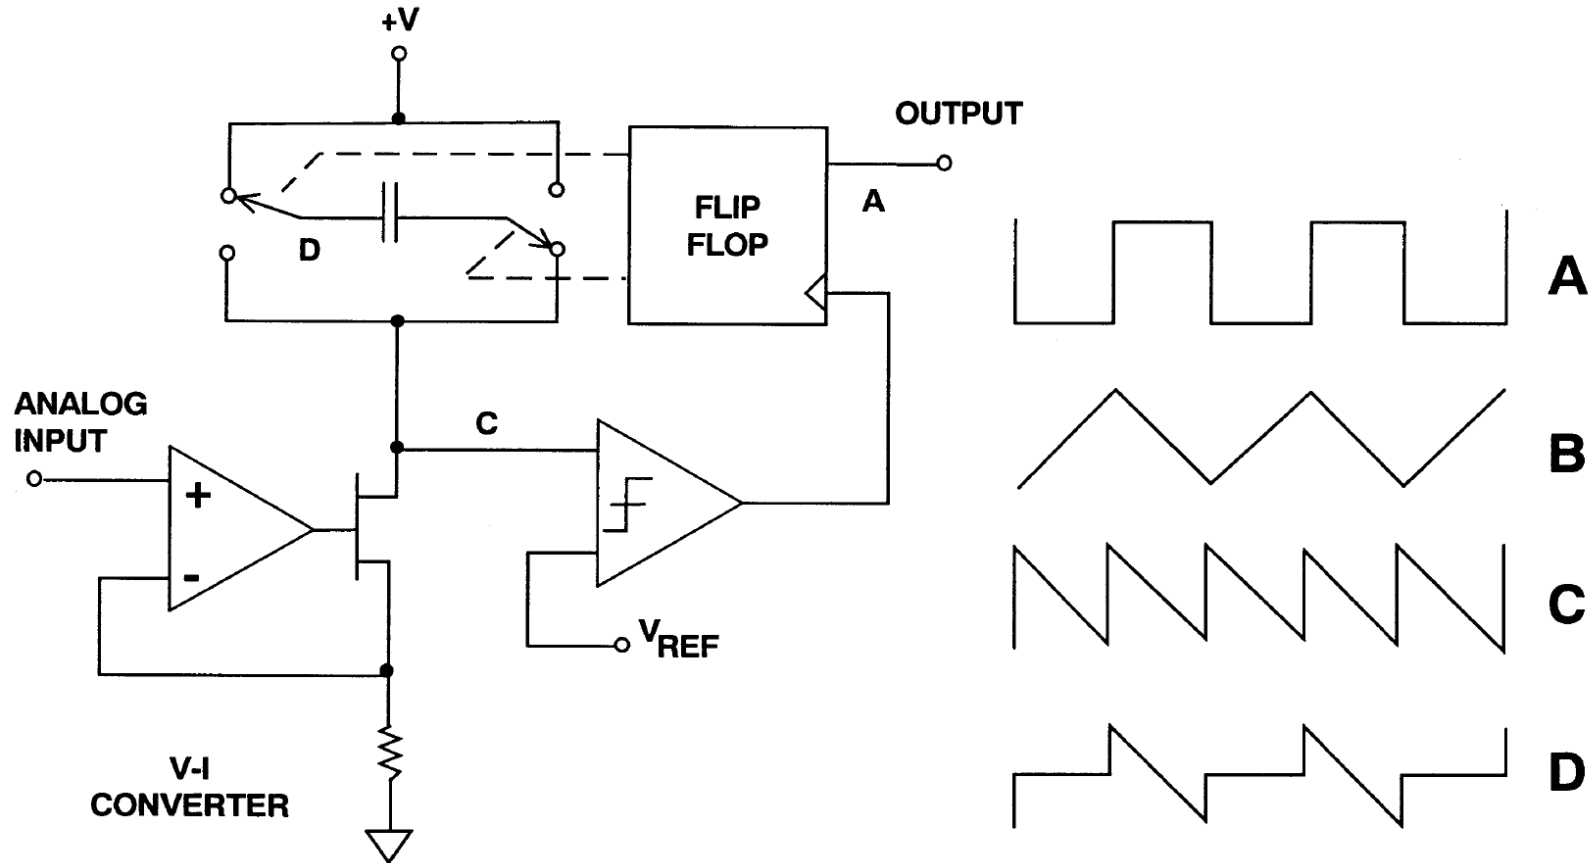 +V
OUTPUT
A
FLIP
FLOP
D
ANALOG
INPUT
C
+
-
VREF
V-I
CONVERTER
A
B
C
D